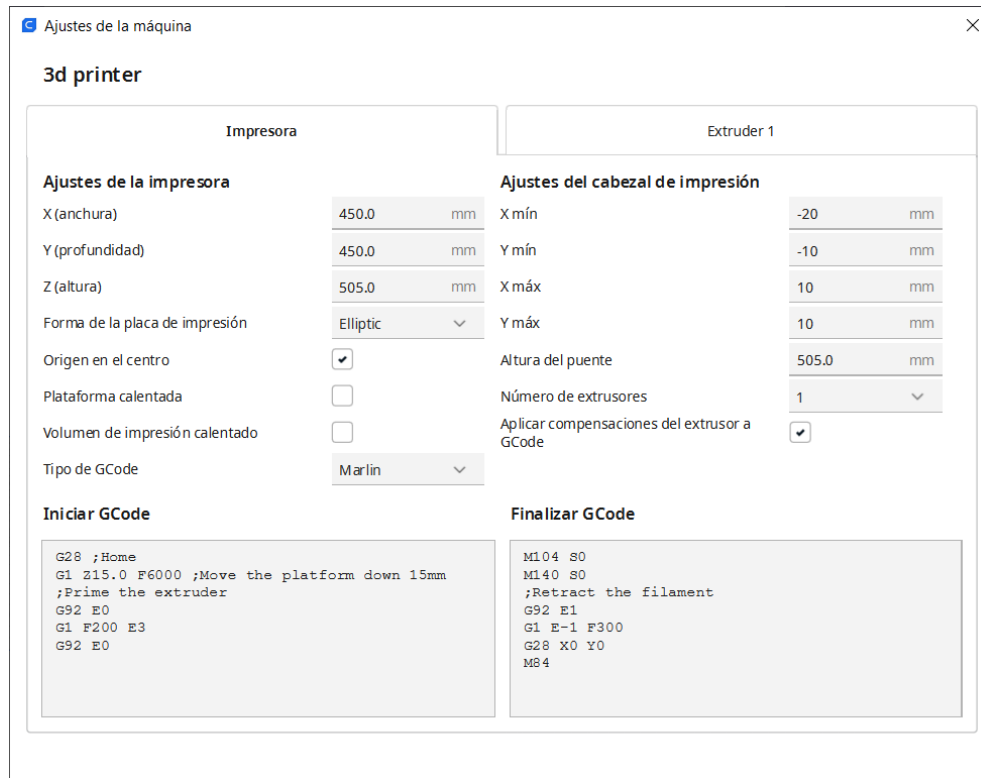 Ajustes de la máquina
3d printer
Impresora
Extruder 1
Ajustes de la impresora
X (anchura) 450.0 mm
Y (profundidad) 450.0 mm
Z (altura) 505.0 mm
Forma de la placa de impresión Elliptic
Origen en el centro
Plataforma calentada
Volumen de impresión calentado
Tipo de GCode Marlin
Ajustes del cabezal de impresión
X mín -20 mm
Y mín -10 mm
X máx 10 mm
Y máx 10 mm
Altura del puente 505.0 mm
Número de extrusores 1
Aplicar compensaciones del extrusor a
GCode
Iniciar GCode
G28 ;Home
G1 Z15.0 F6000 ;Move the platform down 15mm
;Prime the extruder
G92 E0
G1 F200 E3
G92 E0
Finalizar GCode
M104 S0
M140 S0
;Retract the filament
G92 E1
G1 E-1 F300
G28 X0 Y0
M84